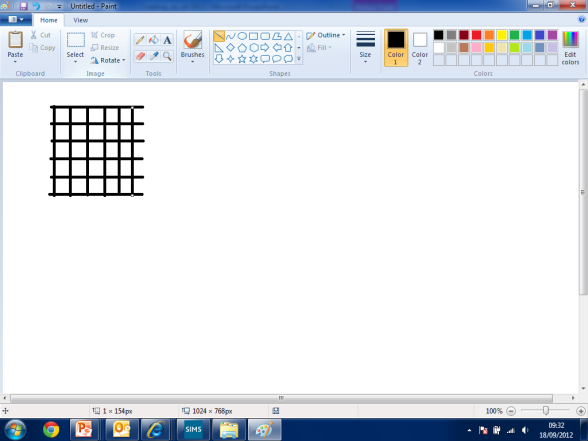 Untitled - Paint
Home View
Paste
Cut
Copy
Clipboard
Select
Crop
Resize
Rotate
Image
A
Tools
Brushes
Outline
Fill
Shapes
Size
Color 1
Color 2
Edit colors
Colors
1 × 154px
1024 × 768px
100%
SIMS
09:32
18/09/2012